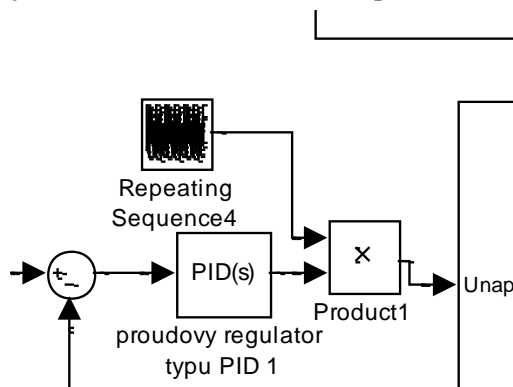 Repeating
Sequence4
PID(s)
×
Product1
Unap
proudovy regulator
typu PID 1